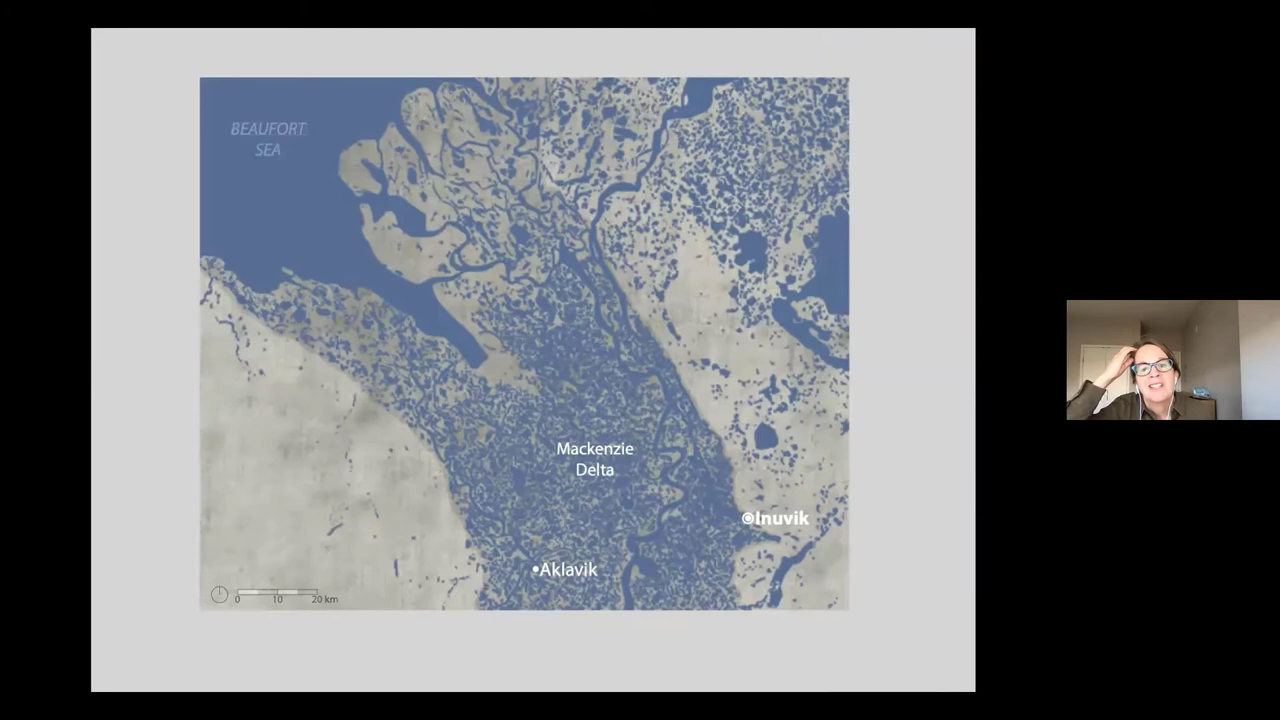 BEAUFORT
SEA
Mackenzie
Delta
Inuvik
•Aklavik
0 10 20 km